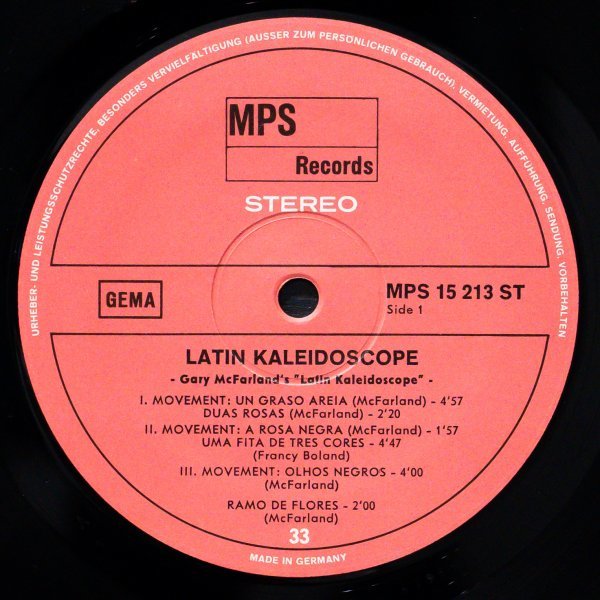 URHEBER- UND LEISTUNGSSCHUTZRECHTE, BESONDERS VERVIELFÄLTIGUNG (AUSSER ZUM PERSÖNLICHEN GEBRAUCH), VERMIETUNG, AUFFÜHRUNG, SENDUNG, VORBEHALTEN
MPS
Records
STEREO
GEMA
MPS 15 213 ST
Side 1
LATIN KALEIDOSCOPE
- Gary McFarland's "Latin Kaleidoscope" -
I. MOVEMENT: UN GRASO AREIA (McFarland) - 4'57
DUAS ROSAS (McFarland) - 2'20
II. MOVEMENT: A ROSA NEGRA (McFarland) - 1'57
UMA FITA DE TRES CORES - 4'47
(Francy Boland)
III. MOVEMENT: OLHOS NEGROS - 4'00
(McFarland)
RAMO DE FLORES - 2'00
(McFarland)
33
MADE IN GERMANY